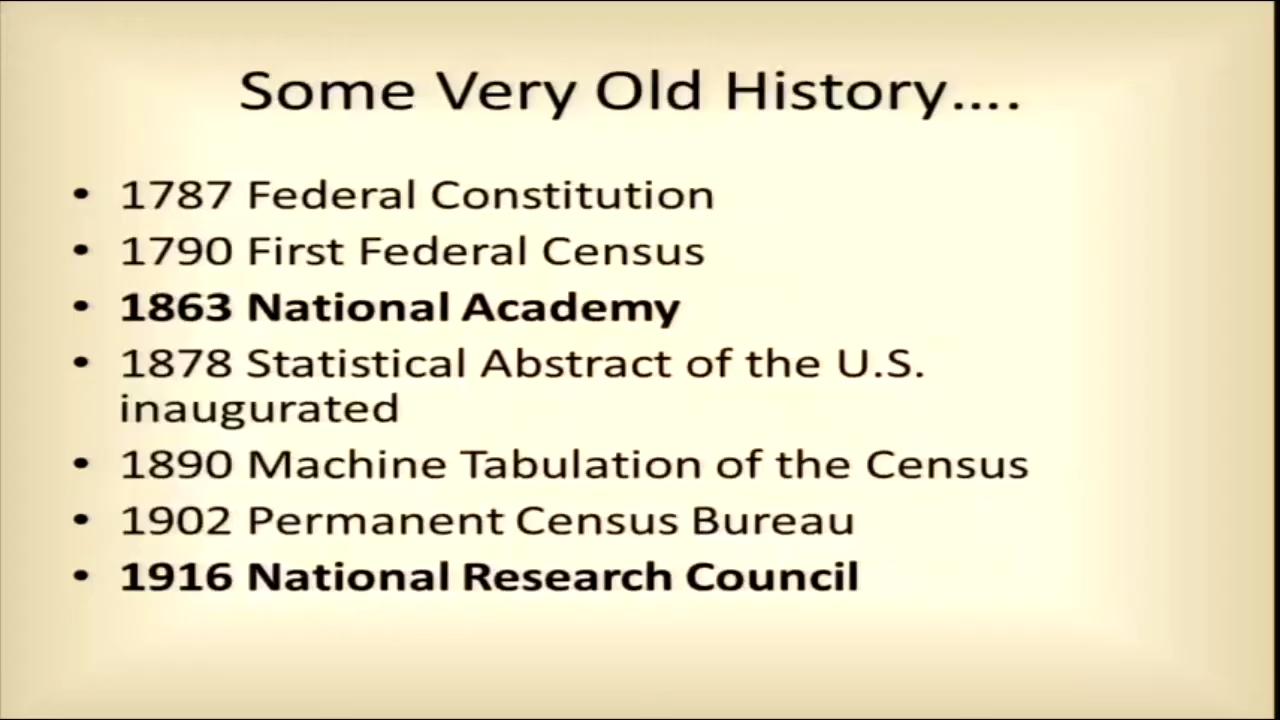 Some Very Old History....
• 1787 Federal Constitution
• 1790 First Federal Census
• 1863 National Academy
• 1878 Statistical Abstract of the U.S.
inaugurated
• 1890 Machine Tabulation of the Census
• 1902 Permanent Census Bureau
• 1916 National Research Council